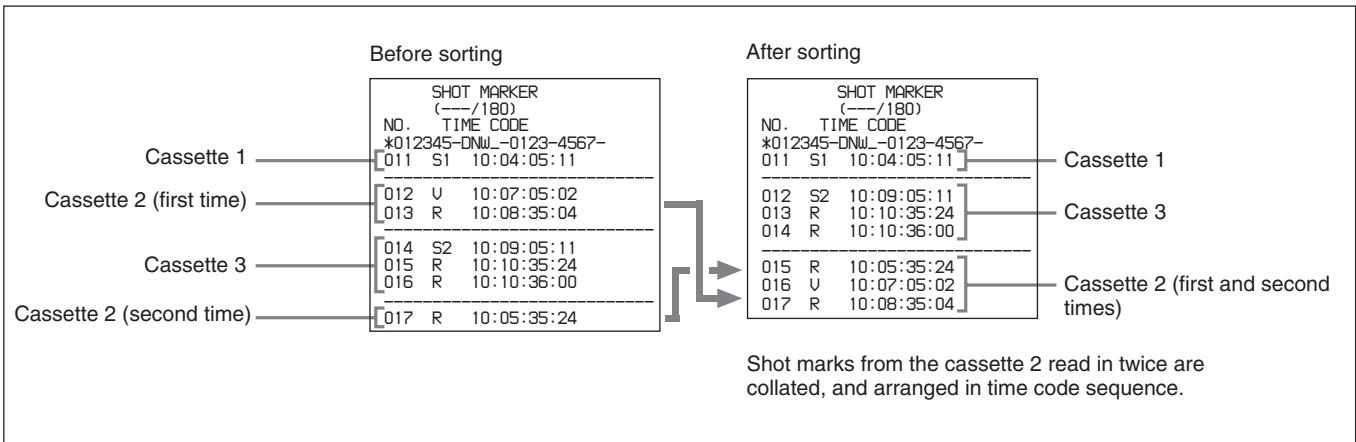 Before sorting
SHOT MARKER
(---/180)
NO. TIME CODE
*012345-DNW_-0123-4567-
Cassette 1
011 S1 10:04:05:11
------------------------------
Cassette 2 (first time)
012 V 10:07:05:02
013 R 10:08:35:04
------------------------------
Cassette 3
014 S2 10:09:05:11
015 R 10:10:35:24
016 R 10:10:36:00
------------------------------
Cassette 2 (second time)
017 R 10:05:35:24
After sorting
SHOT MARKER
(---/180)
NO. TIME CODE
*012345-DNW_-0123-4567-
011 S1 10:04:05:11
Cassette 1
------------------------------
012 S2 10:09:05:11
013 R 10:10:35:24
014 R 10:10:36:00
Cassette 3
------------------------------
015 R 10:05:35:24
016 V 10:07:05:02
017 R 10:08:35:04
Cassette 2 (first and second
times)
Shot marks from the cassette 2 read in twice are
collated, and arranged in time code sequence.